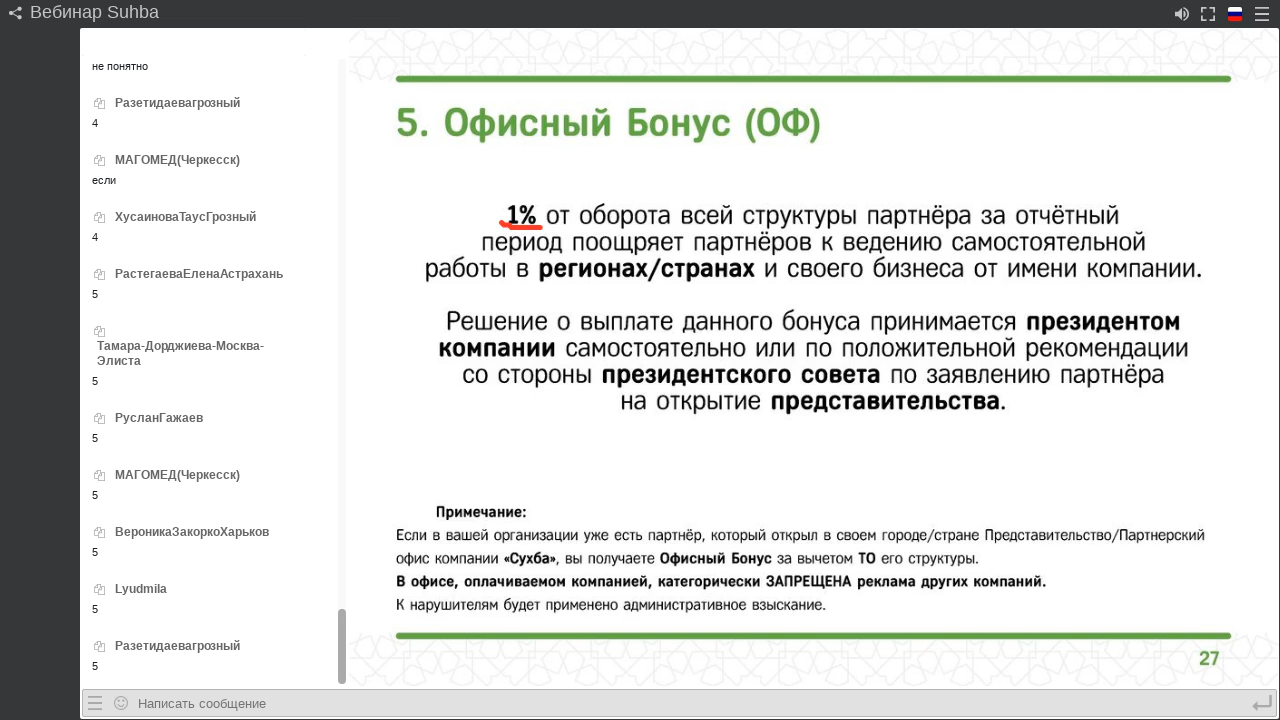 Вебинар Suhba
не понятно
Разетидаевагрозный
4
МАГОМЕД(Черкесск)
если
ХусаиноваТаусГрозный
4
РастегаеваЕленаАстрахань
5
Тамара-Дорджиева-Москва-
Элиста
5
РусланГажаев
5
МАГОМЕД(Черкесск)
5
ВероникаЗакоркоХарьков
5
Lyudmila
5
Разетидаевагрозный
5
Написать сообщение
5. Офисный Бонус (ОФ)
1% от оборота всей структуры партнёра за отчётный
период поощряет партнёров к ведению самостоятельной
работы в регионах/странах и своего бизнеса от имени компании.
Решение о выплате данного бонуса принимается президентом
компании самостоятельно или по положительной рекомендации
со стороны президентского совета по заявлению партнёра
на открытие представительства.
Примечание:
Если в вашей организации уже есть партнёр, который открыл в своем городе/стране Представительство/Партнерский
офис компании «Сухба», вы получаете Офисный Бонус за вычетом ТО его структуры.
В офисе, оплачиваемом компанией, категорически ЗАПРЕЩЕНА реклама других компаний.
К нарушителям будет применено административное взыскание.
27